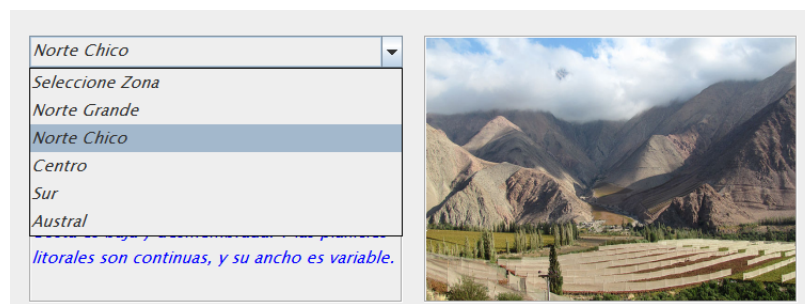 Norte Chico
Seleccione Zona
Norte Grande
Norte Chico
Centro
Sur
Austral
litorales son continuas, y su ancho es variable.